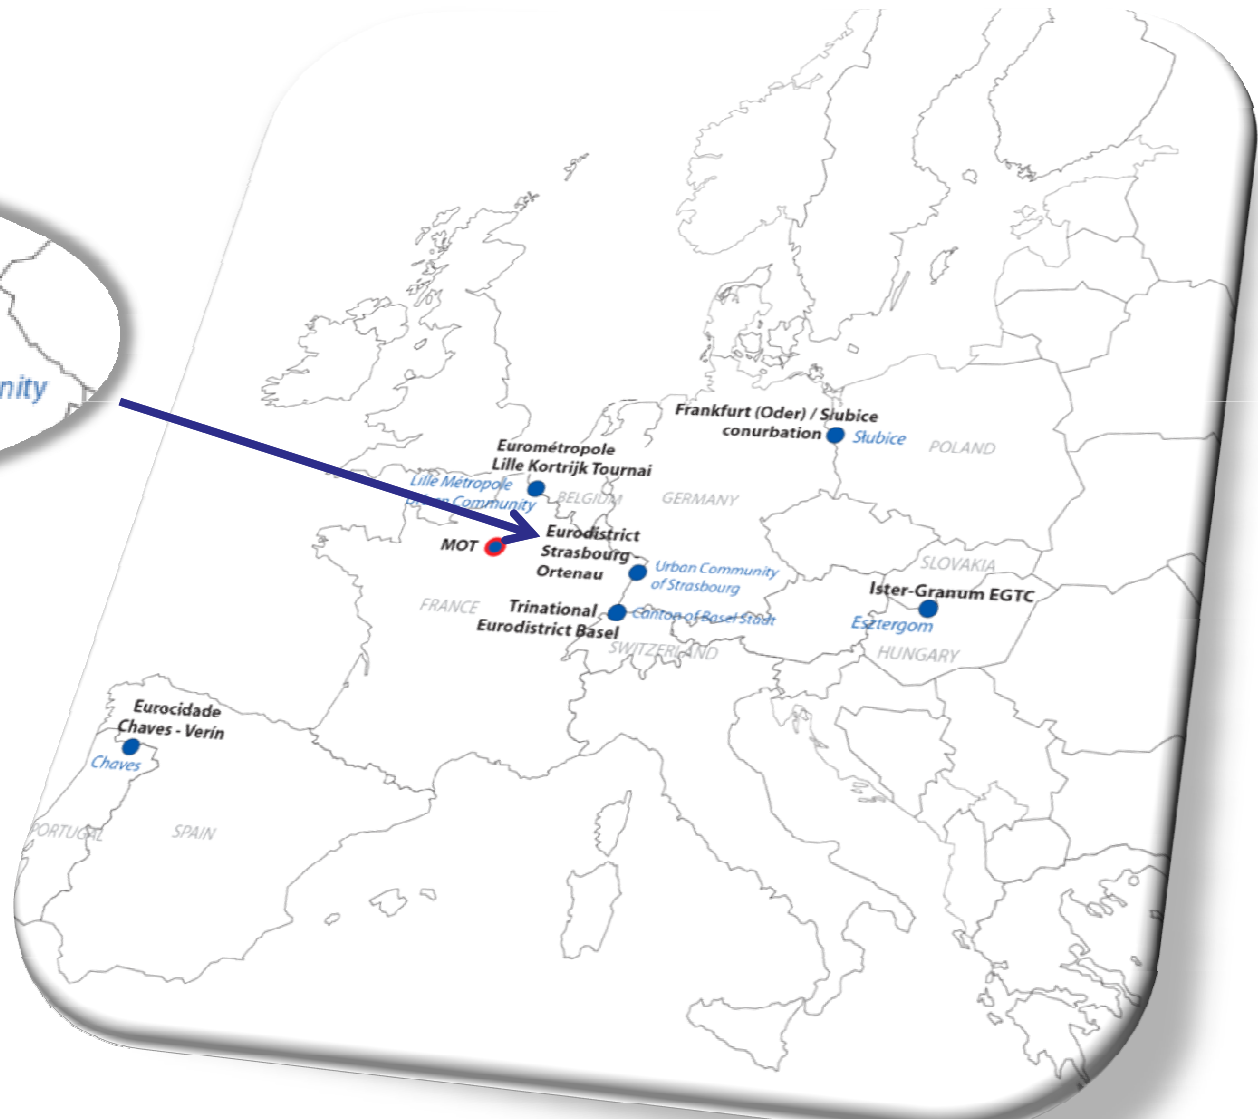 nity
Frankfurt (Oder) / Słubice
conurbation
Słubice
POLAND
Eurométropole
Lille Kortrijk Tournai
Lille Métropole
Urban Community
BELGIUM
GERMANY
MOT
Eurodistrict
Strasbourg -
Ortenau
Urban Community
of Strasbourg
SLOVAKIA
Ister-Granum EGTC
Esztergom
HUNGARY
FRANCE
Trinational
Eurodistrict Basel
Canton of Basel Stadt
SWITZERLAND
Eurocidade
Chaves - Verín
Chaves
PORTUGAL
SPAIN